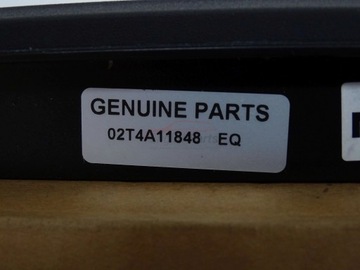 GENUINE PARTS
02T4A11848 EQ